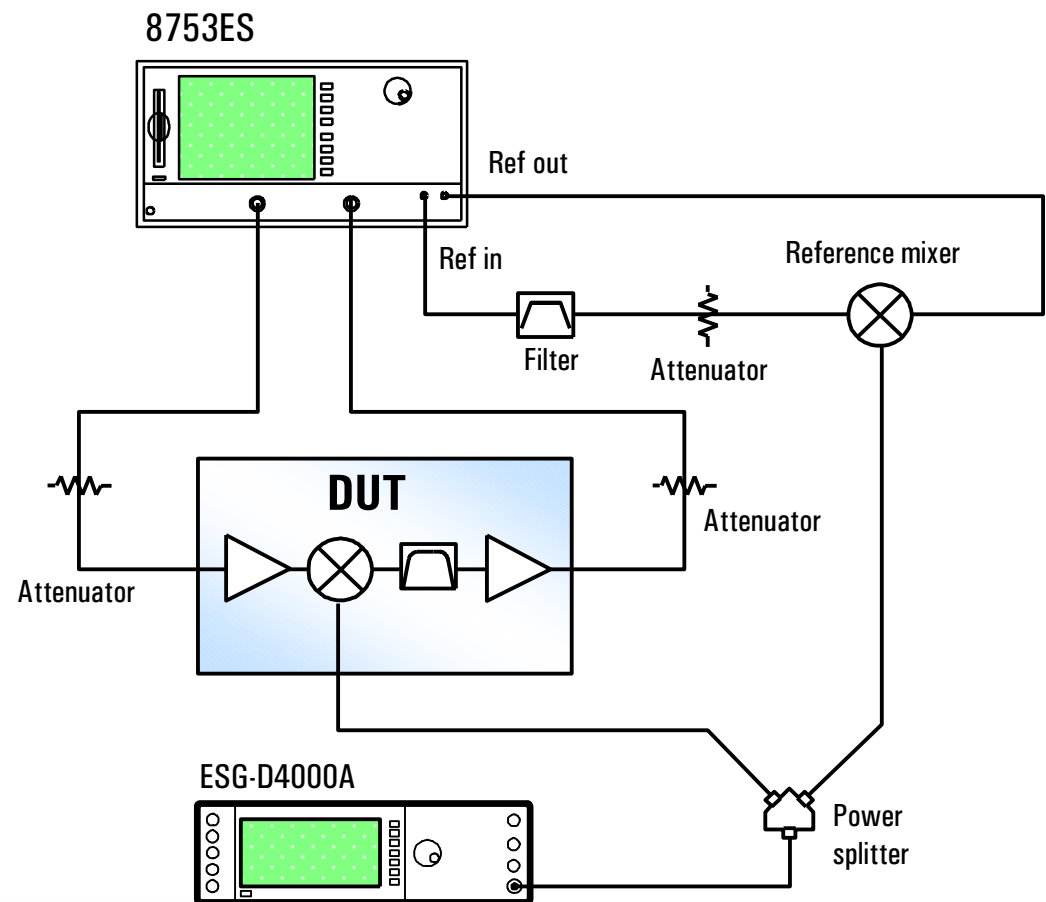 8753ES
Ref out
Ref in
Reference mixer
Filter
Attenuator
DUT
Attenuator
Attenuator
ESG-D4000A
Power
splitter